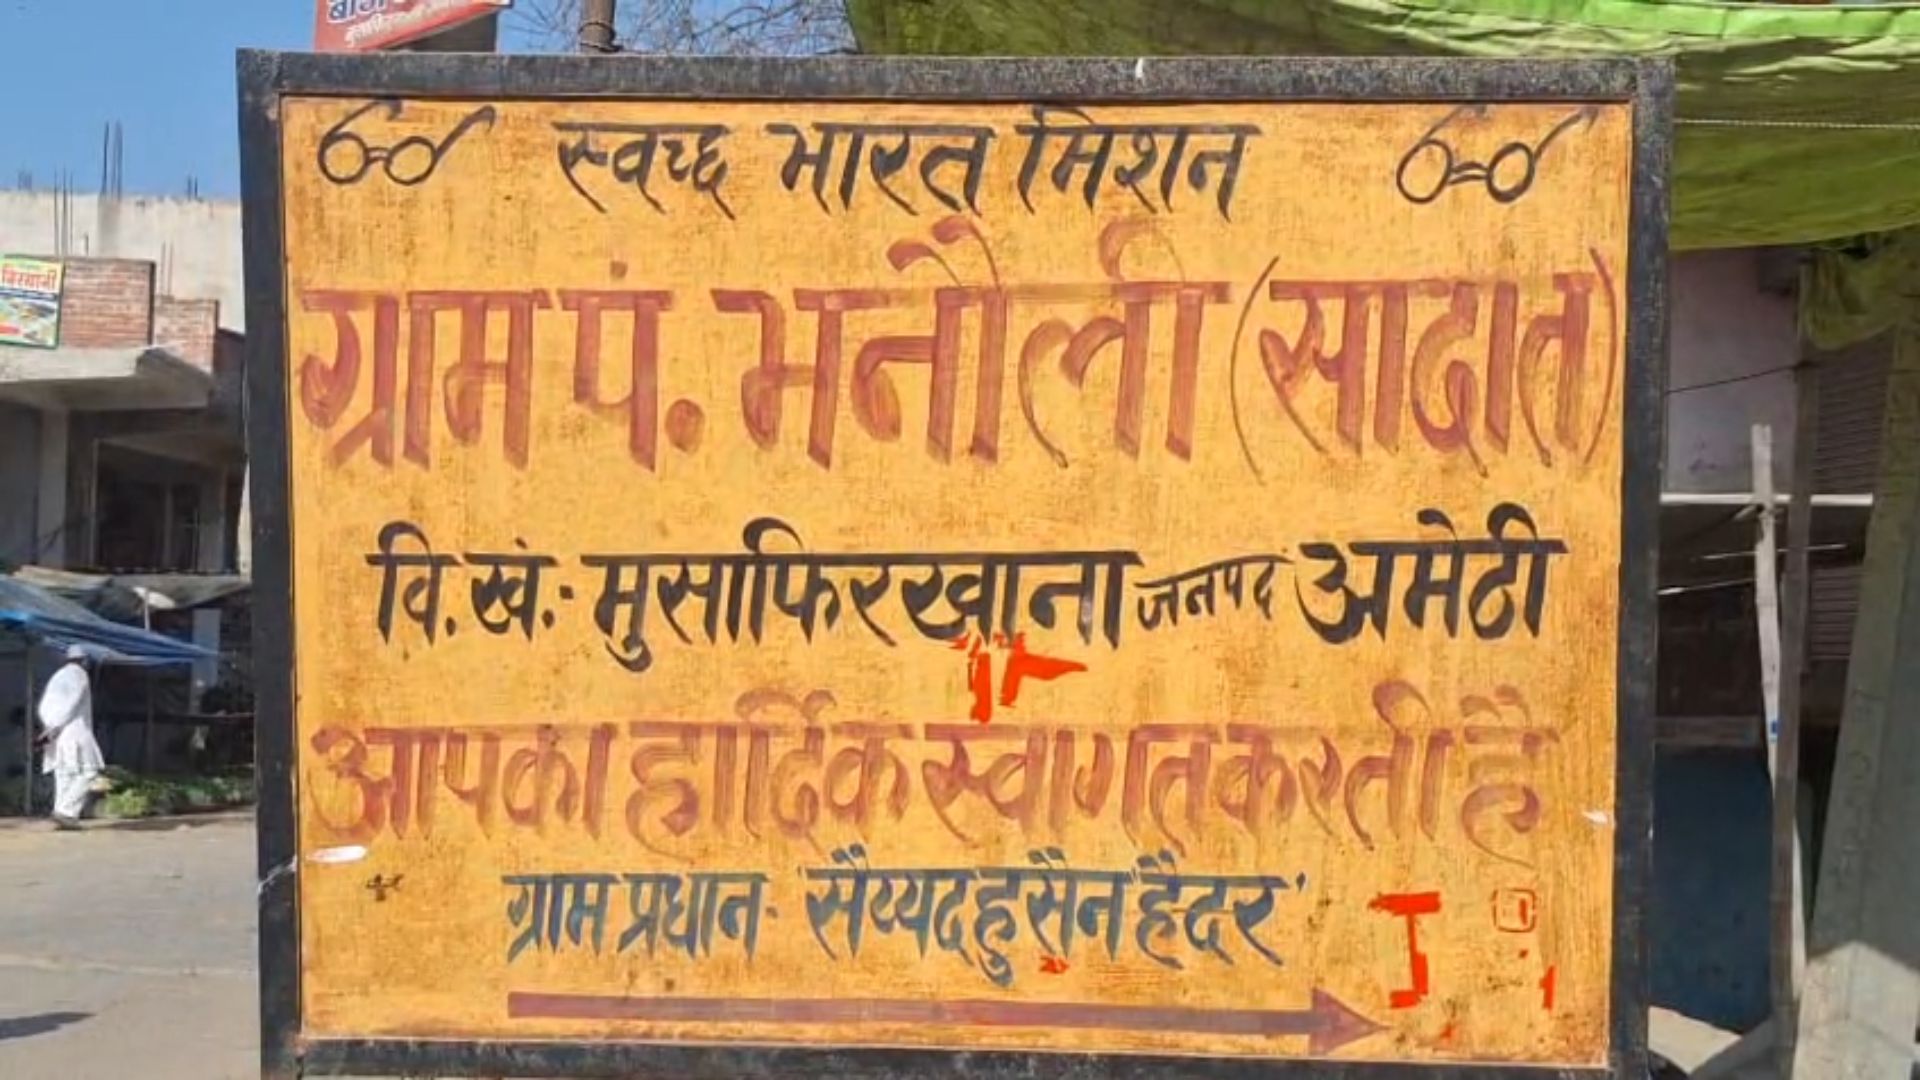 स्वच्छ भारत मिशन
ग्राम पं. भनौली (सादात)
वि.खं.:- मुसाफिरखाना जनपद अमेठी
आपका हार्दिक स्वागत करती है
ग्राम प्रधान- 'सैय्यद हुसैन हैदर'